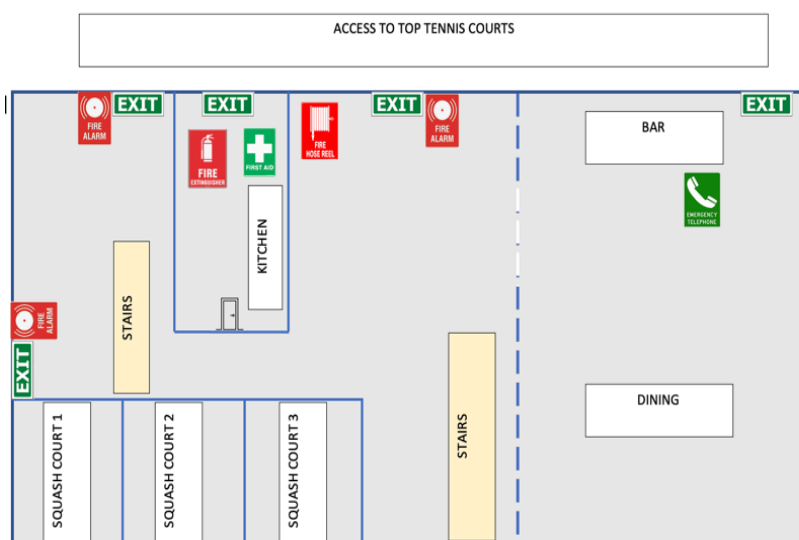 ACCESS TO TOP TENNIS COURTS
FIRE
ALARM
EXIT
EXIT
FIRE
HOSE REEL
EXIT
FIRE
ALARM
EXIT
BAR
FIRE
EXTINGUISHER
FIRST AID
EMERGENCY
TELEPHONE
KITCHEN
STAIRS
FIRE
ALARM
EXIT
STAIRS
DINING
SQUASH COURT 1
SQUASH COURT 2
SQUASH COURT 3